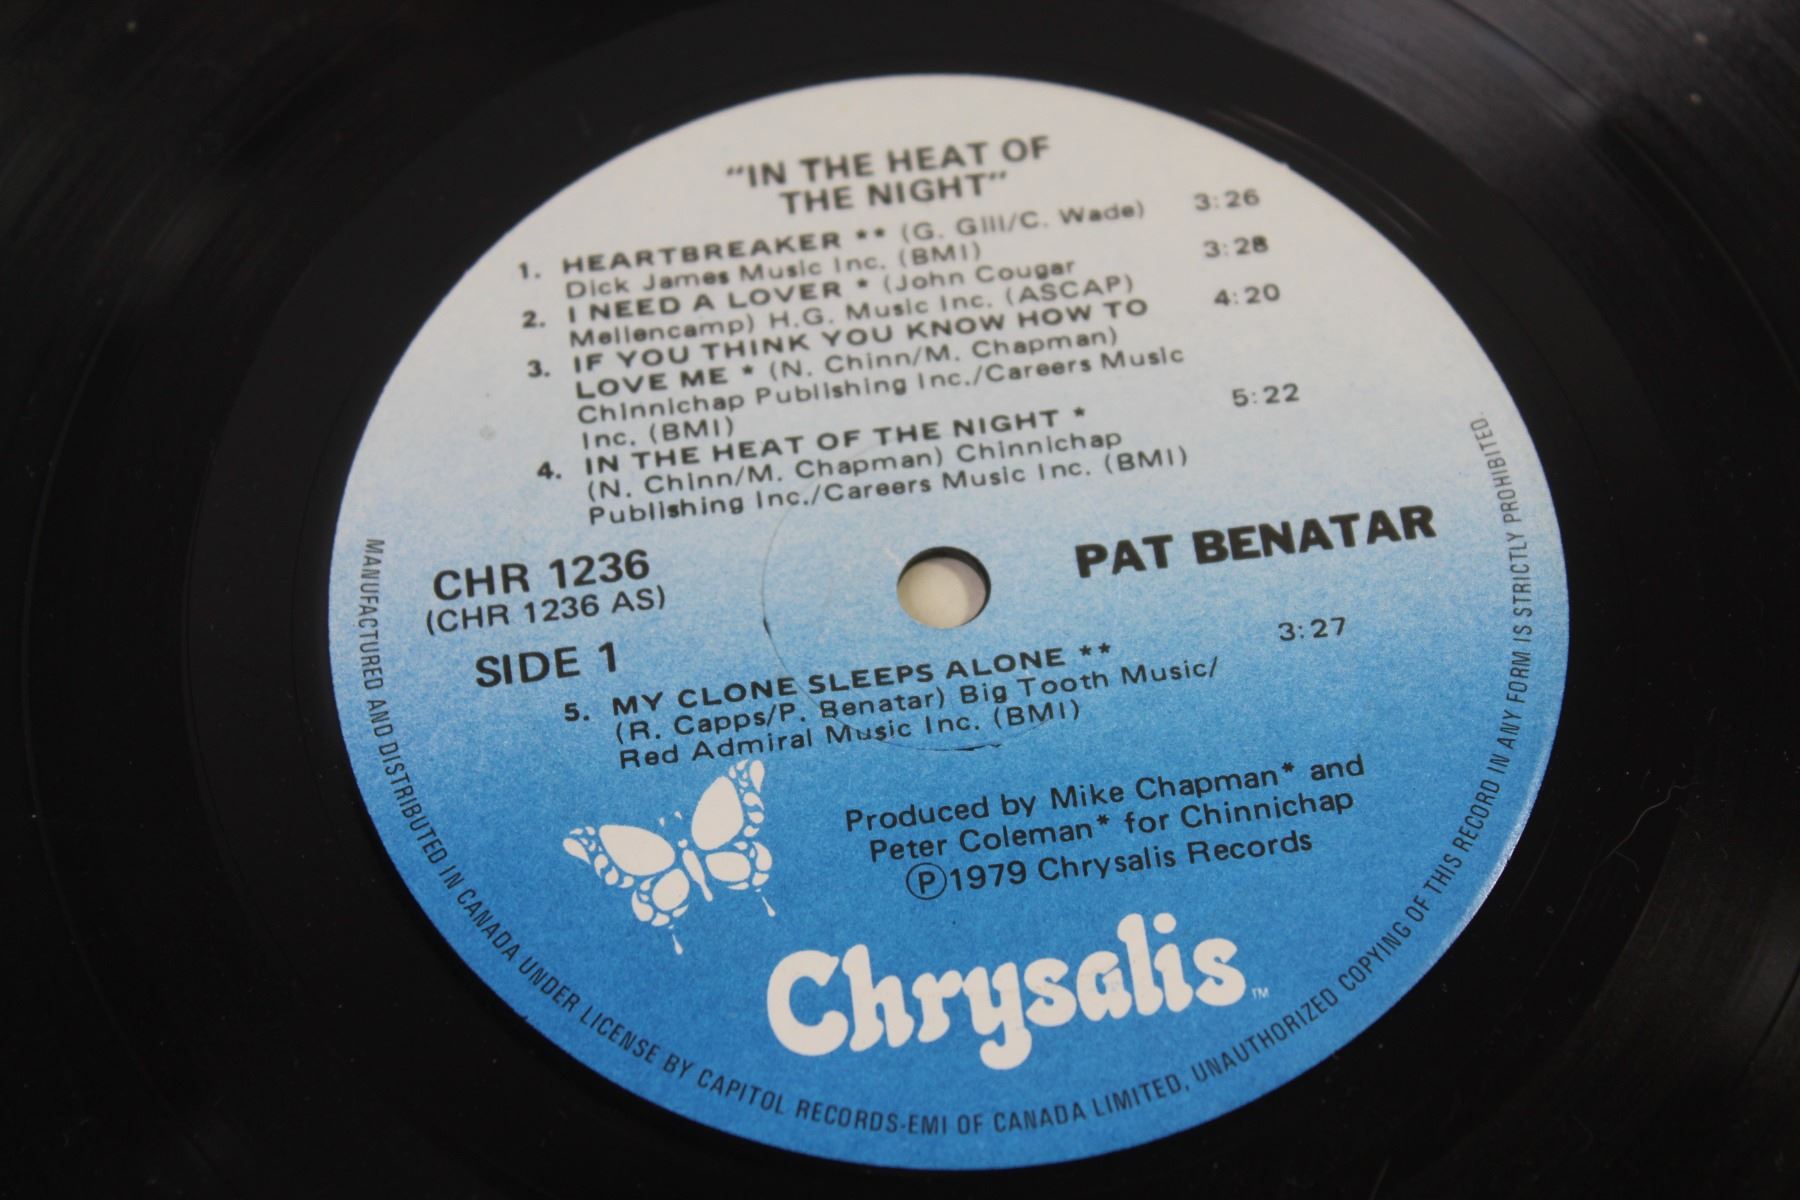 "IN THE HEAT OF
THE NIGHT"
1. HEARTBREAKER ** (G. Gill/C. Wade) 3:26
Dick James Music Inc. (BMI)
2. I NEED A LOVER * (John Cougar 3:28
Mellencamp) H.G. Music Inc. (ASCAP)
3. IF YOU THINK YOU KNOW HOW TO 4:20
LOVE ME * (N. Chinn/M. Chapman)
Chinnichap Publishing Inc./Careers Music
Inc. (BMI)
4. IN THE HEAT OF THE NIGHT * 5:22
(N. Chinn/M. Chapman) Chinnichap
Publishing Inc./Careers Music Inc. (BMI)
CHR 1236
(CHR 1236 AS)
SIDE 1
PAT BENATAR
5. MY CLONE SLEEPS ALONE ** 3:27
(R. Capps/P. Benatar) Big Tooth Music/
Red Admiral Music Inc. (BMI)
Produced by Mike Chapman* and
Peter Coleman* for Chinnichap
Ⓟ1979 Chrysalis Records
Chrysalis™
MANUFACTURED AND DISTRIBUTED IN CANADA UNDER LICENSE BY CAPITOL RECORDS-EMI OF CANADA LIMITED, UNAUTHORIZED COPYING OF THIS RECORD IN ANY FORM IS STRICTLY PROHIBITED.